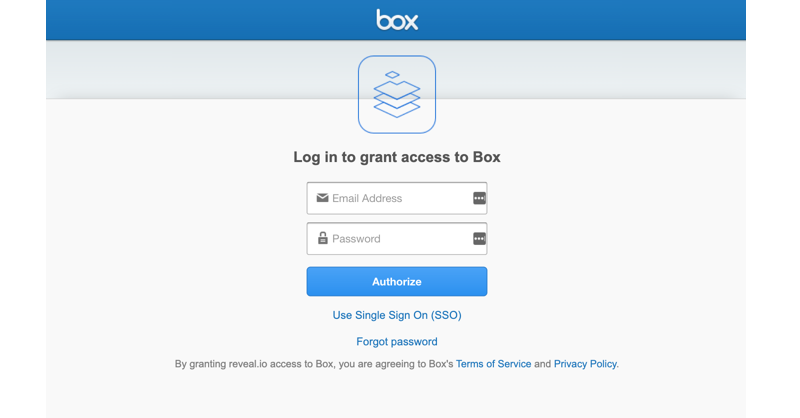 box
Log in to grant access to Box
Email Address
Password
Authorize
Use Single Sign On (SSO)
Forgot password
By granting reveal.io access to Box, you are agreeing to Box's Terms of Service and Privacy Policy.